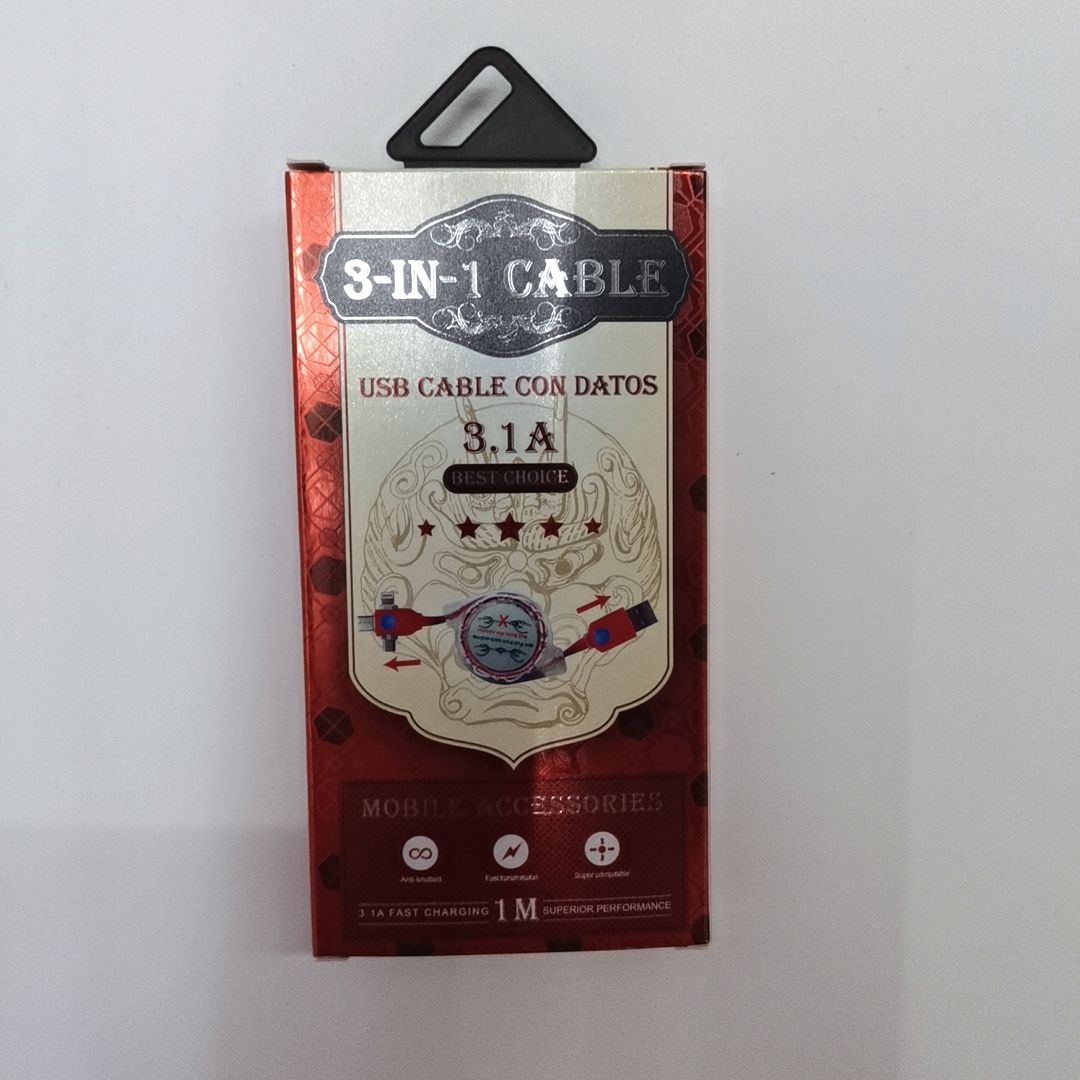 3-IN-1 CABLE
USB CABLE CON DATOS
3.1A
BEST CHOICE
MOBILE ACCESSORIES
Anti-knotted
Fast transmission
Super compatible
3.1A FAST CHARGING 1M SUPERIOR PERFORMANCE